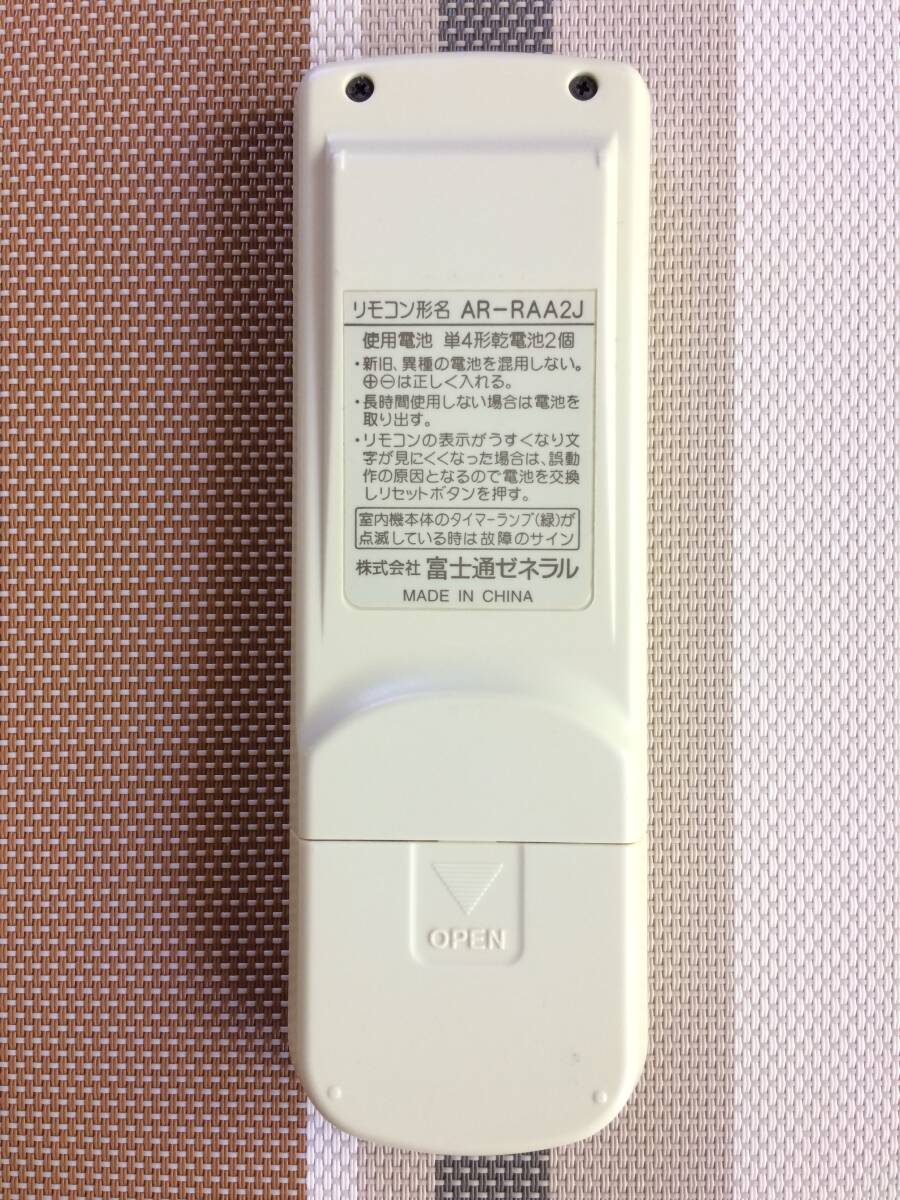 リモコン形名 AR-RAA2J
使用電池 単4形乾電池2個
・新旧、異種の電池を混用しない。
⊕⊖は正しく入れる。
・長時間使用しない場合は電池を
取り出す。
・リモコンの表示がうすくなり文
字が見にくくなった場合は、誤動
作の原因となるので電池を交換
しリセットボタンを押す。
室内機本体のタイマーランプ(緑)が
点滅している時は故障のサイン
株式会社 富士通ゼネラル
MADE IN CHINA
OPEN